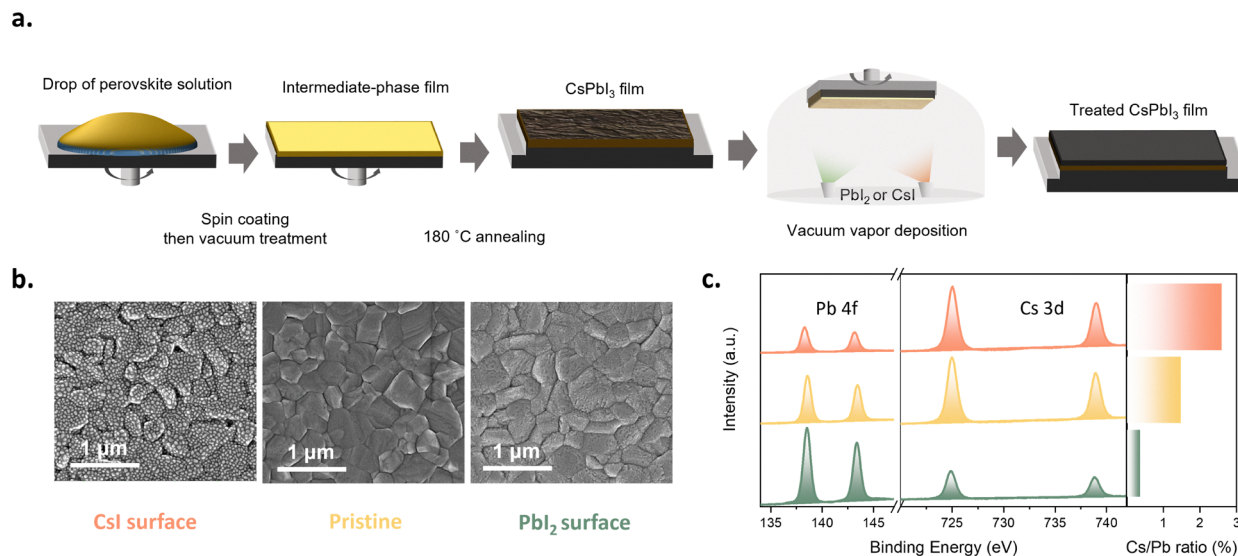 a.
Drop of perovskite solution
Intermediate-phase film
CsPbI₃ film
Treated CsPbI₃ film
PbI₂ or CsI
Spin coating
then vacuum treatment
180 ˚C annealing
Vacuum vapor deposition
b.
1 µm
1 µm
1 µm
CsI surface
Pristine
PbI₂ surface
c.
Pb 4f
Cs 3d
Intensity (a.u.)
135 140 145 725 730 735 740 1 2 3
Binding Energy (eV)
Cs/Pb ratio (%)